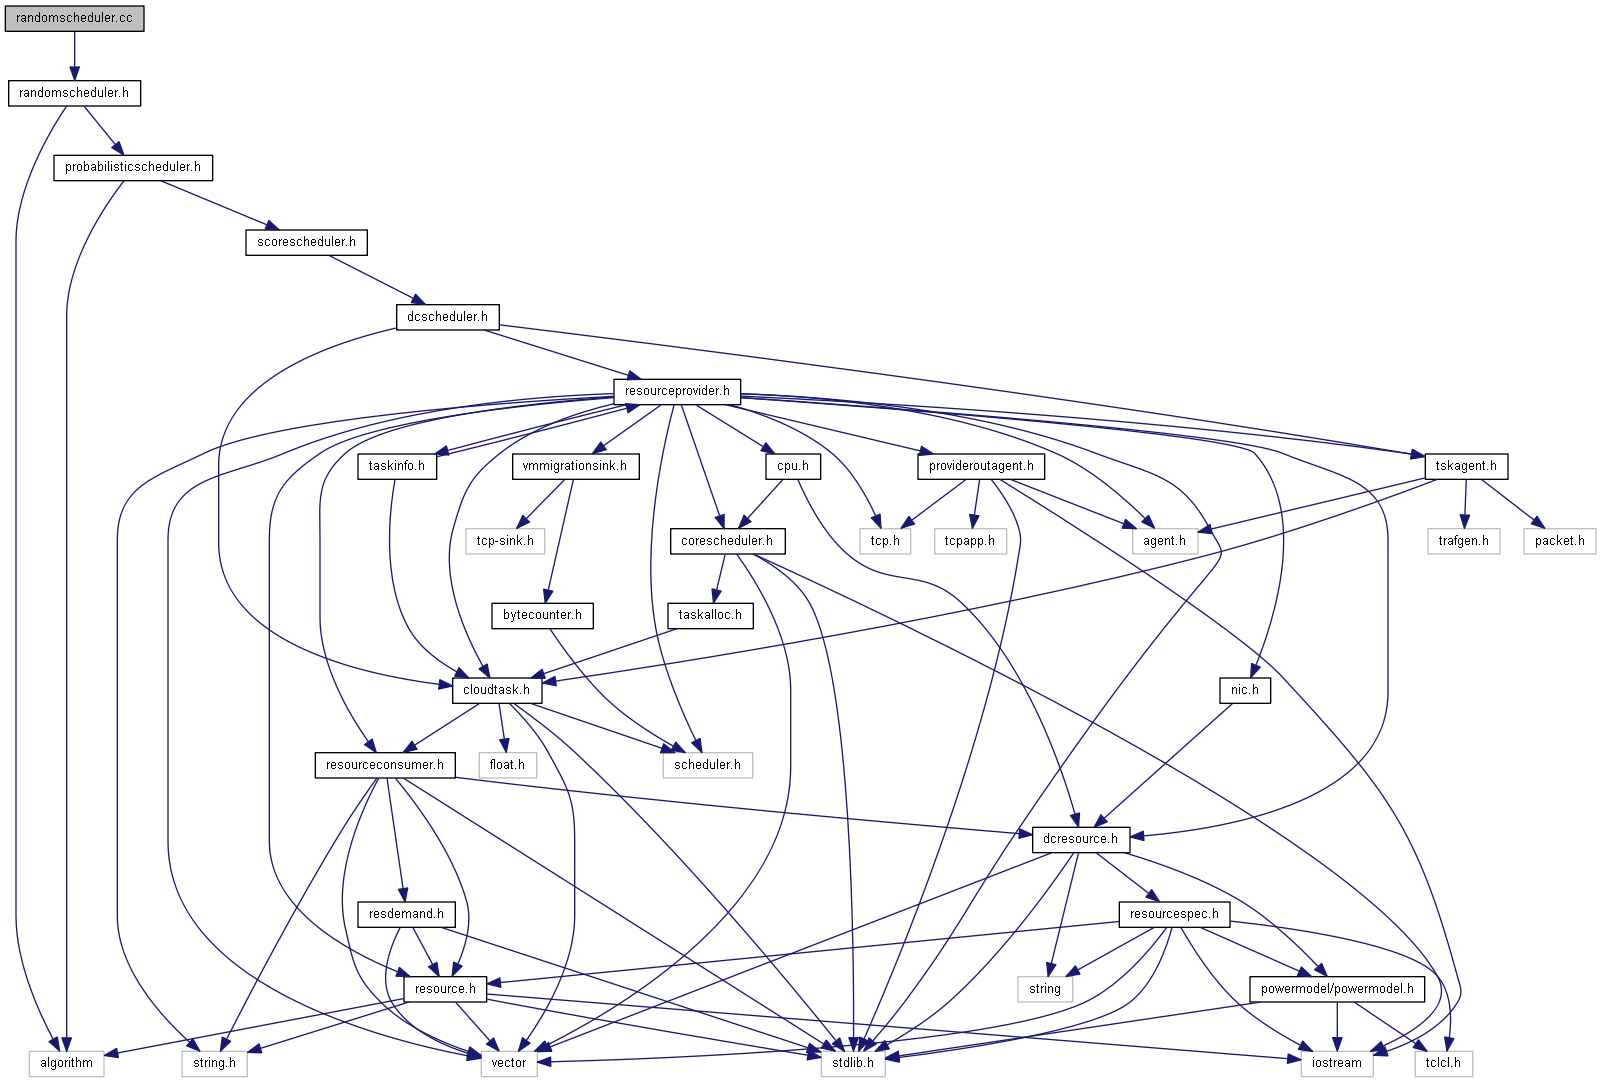 randomscheduler.cc
randomscheduler.h
probabilisticscheduler.h
scorescheduler.h
dcscheduler.h
resourceprovider.h
taskinfo.h
vmmigrationsink.h
cpu.h
provideroutagent.h
tskagent.h
tcp-sink.h
corescheduler.h
tcp.h
tcpapp.h
agent.h
trafgen.h
packet.h
bytecounter.h
taskalloc.h
cloudtask.h
nic.h
resourceconsumer.h
float.h
scheduler.h
dcresource.h
resdemand.h
resourcespec.h
resource.h
string
powermodel/powermodel.h
algorithm
string.h
vector
stdlib.h
iostream
tclcl.h